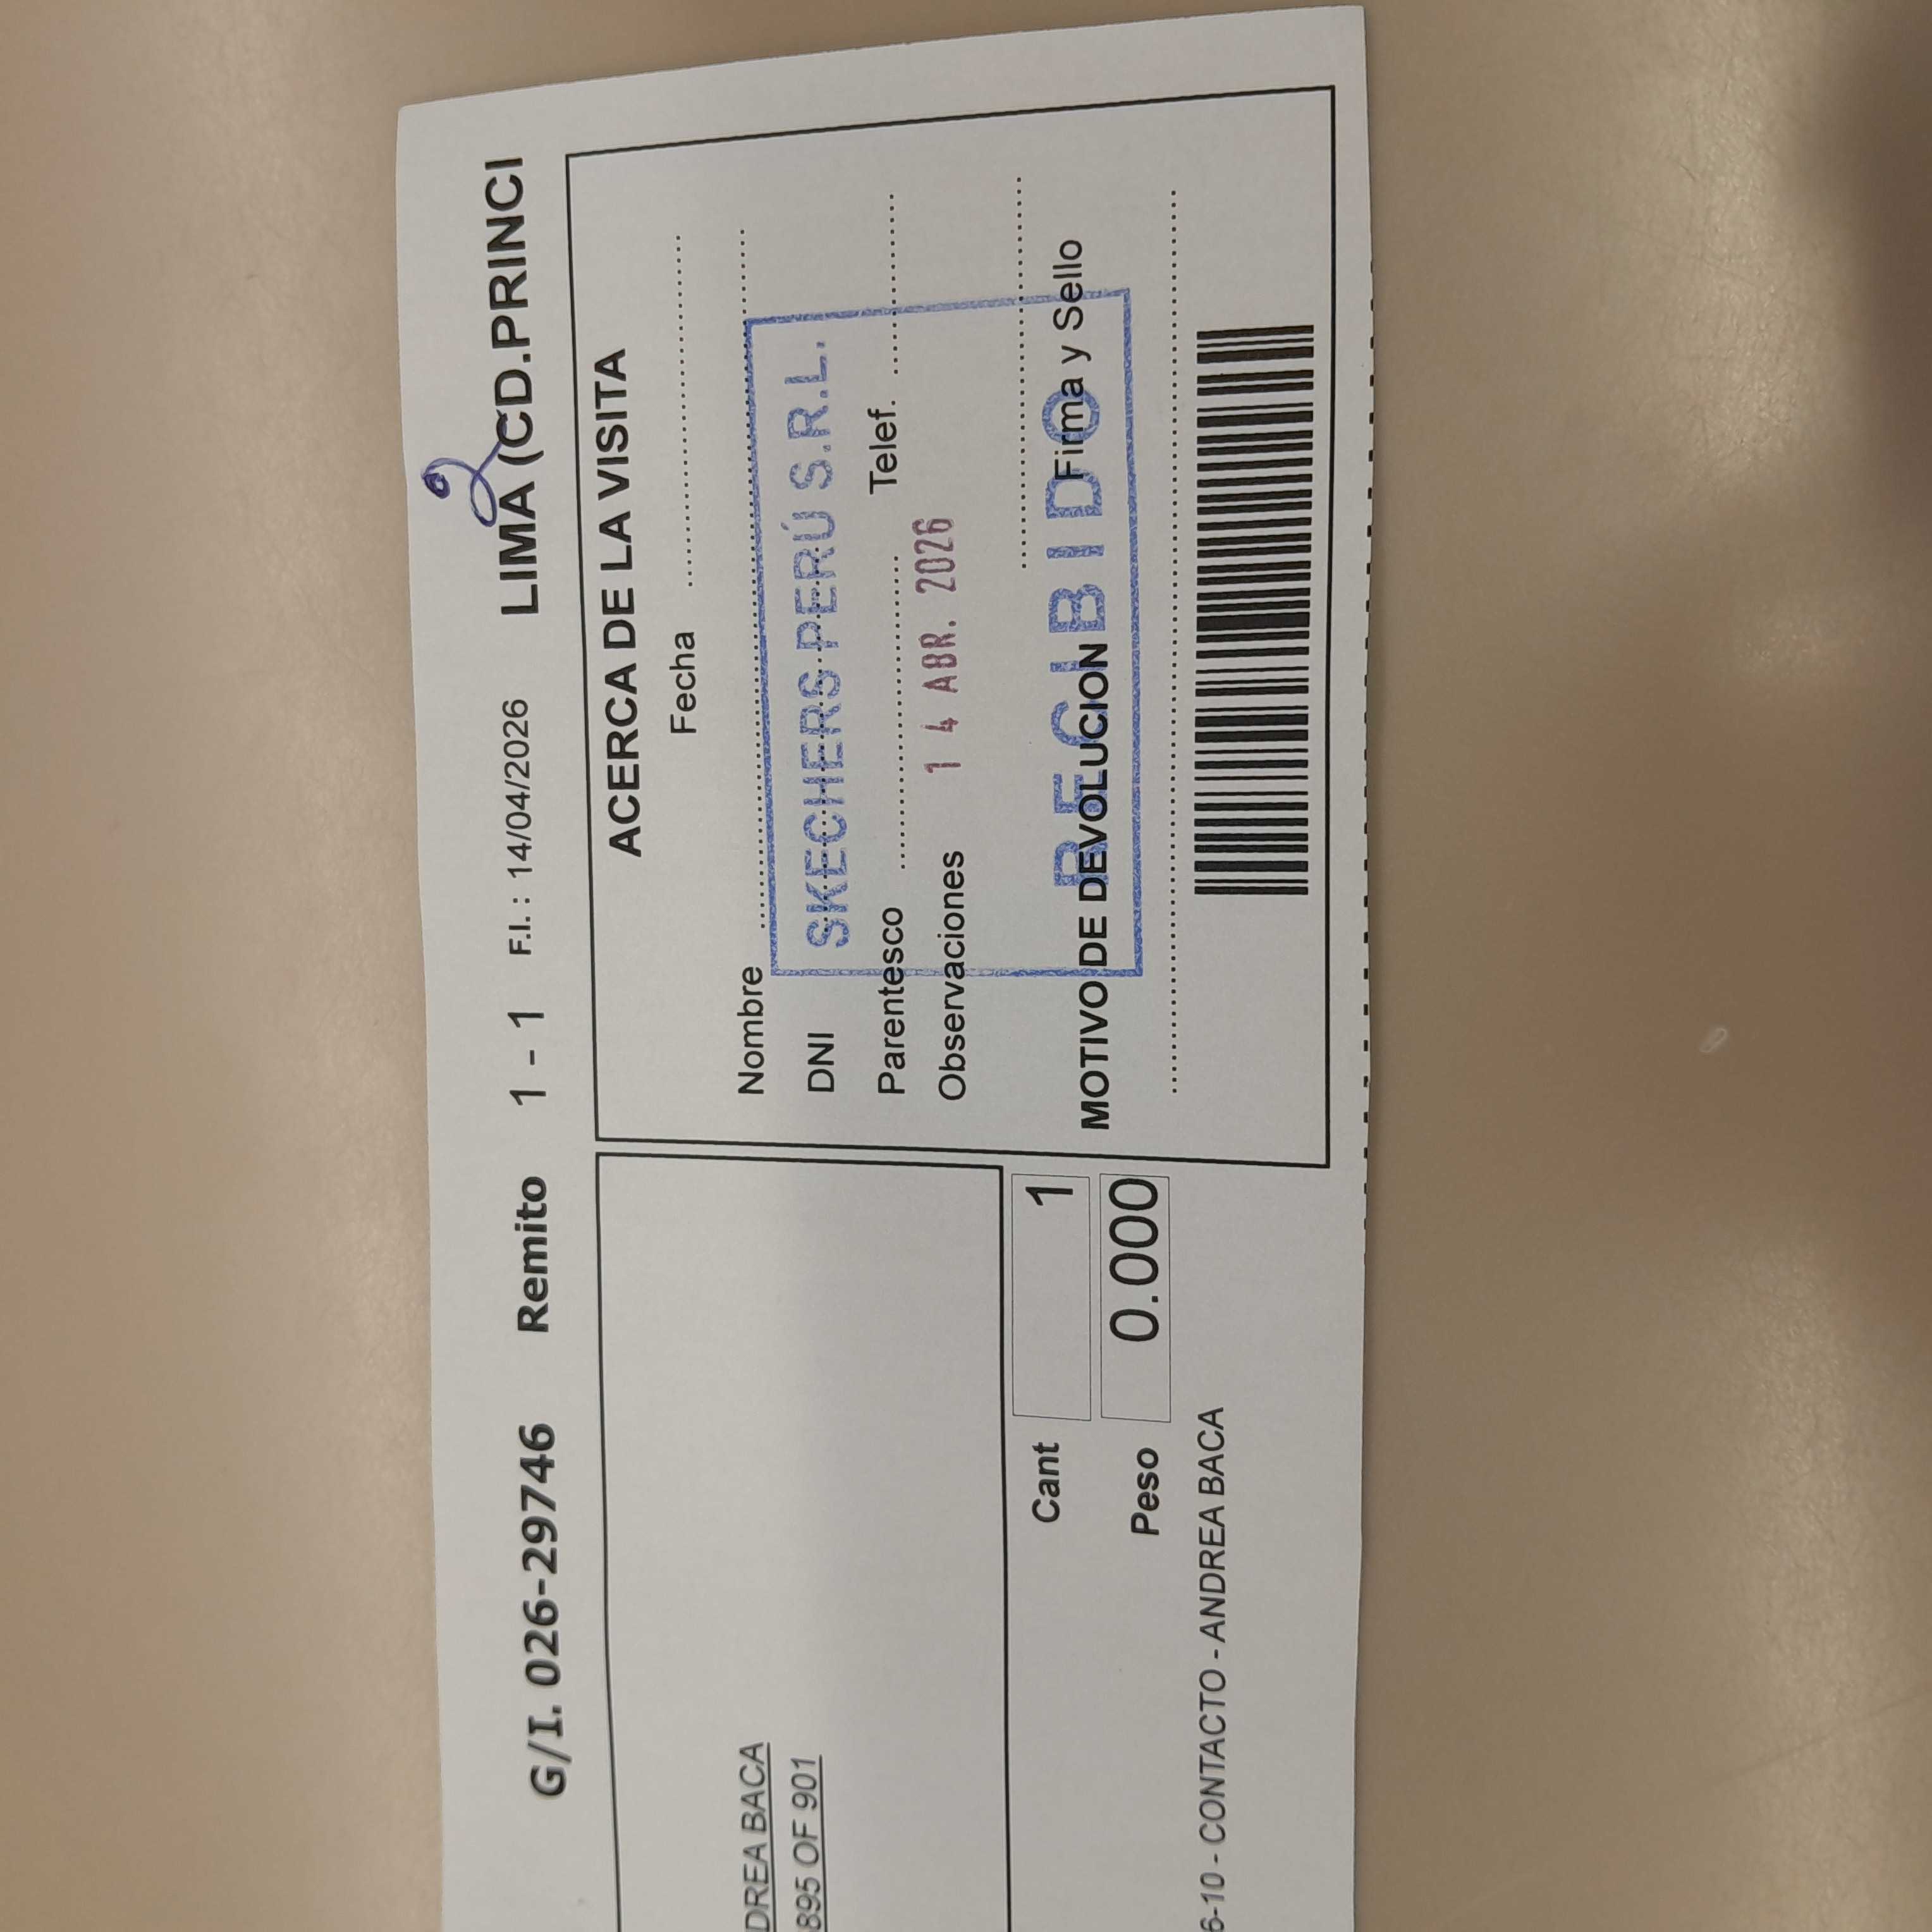 G/I. 026-29746 Remito 1 - 1 F.I. : 14/04/2026 LIMA (CD.PRINCI
DREA BACA
895 OF 901
Cant 1
Peso 0.000
6-10 - CONTACTO - ANDREA BACA
ACERCA DE LA VISITA
Fecha
Nombre
DNI
SKECHERS PERÚ S.R.L.
Parentesco Telef.
Observaciones
14 ABR. 2026
RECIBIDO
Firma y Sello
MOTIVO DE DEVOLUCION